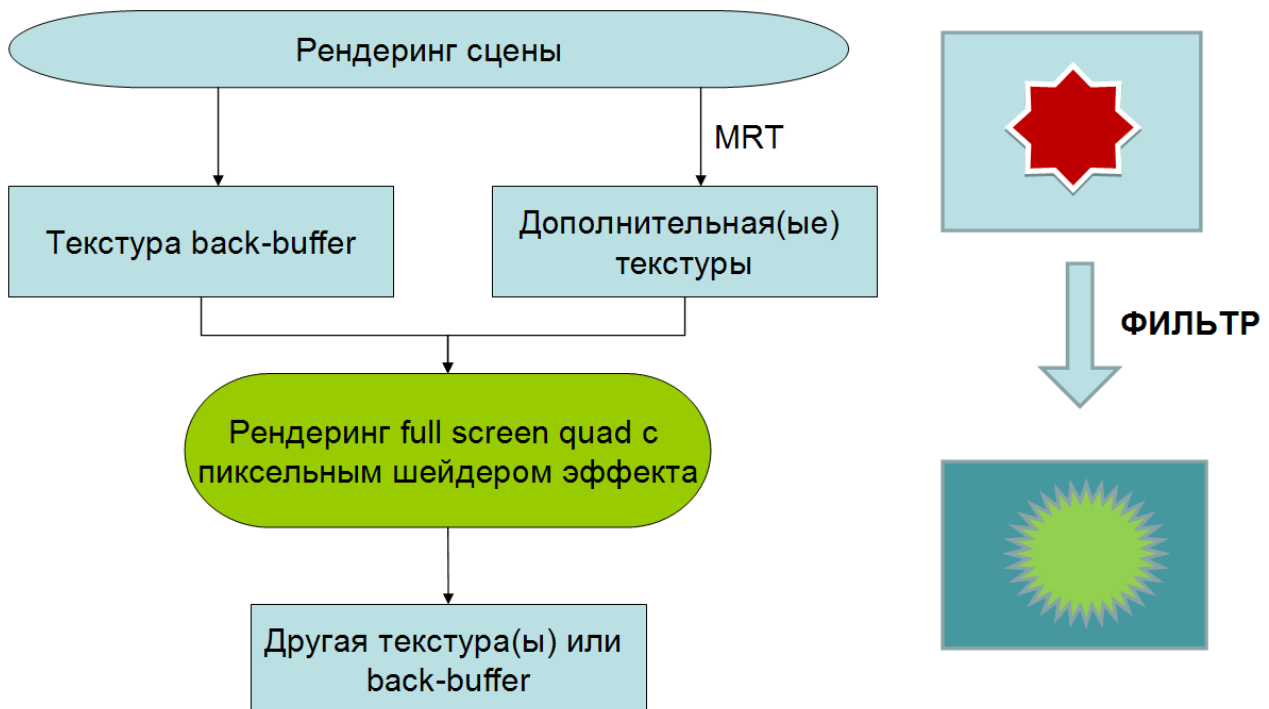 Рендеринг сцены
MRT
Текстура back-buffer
Дополнительная(ые)
текстуры
ФИЛЬТР
Рендеринг full screen quad с
пиксельным шейдером эффекта
Другая текстура(ы) или
back-buffer